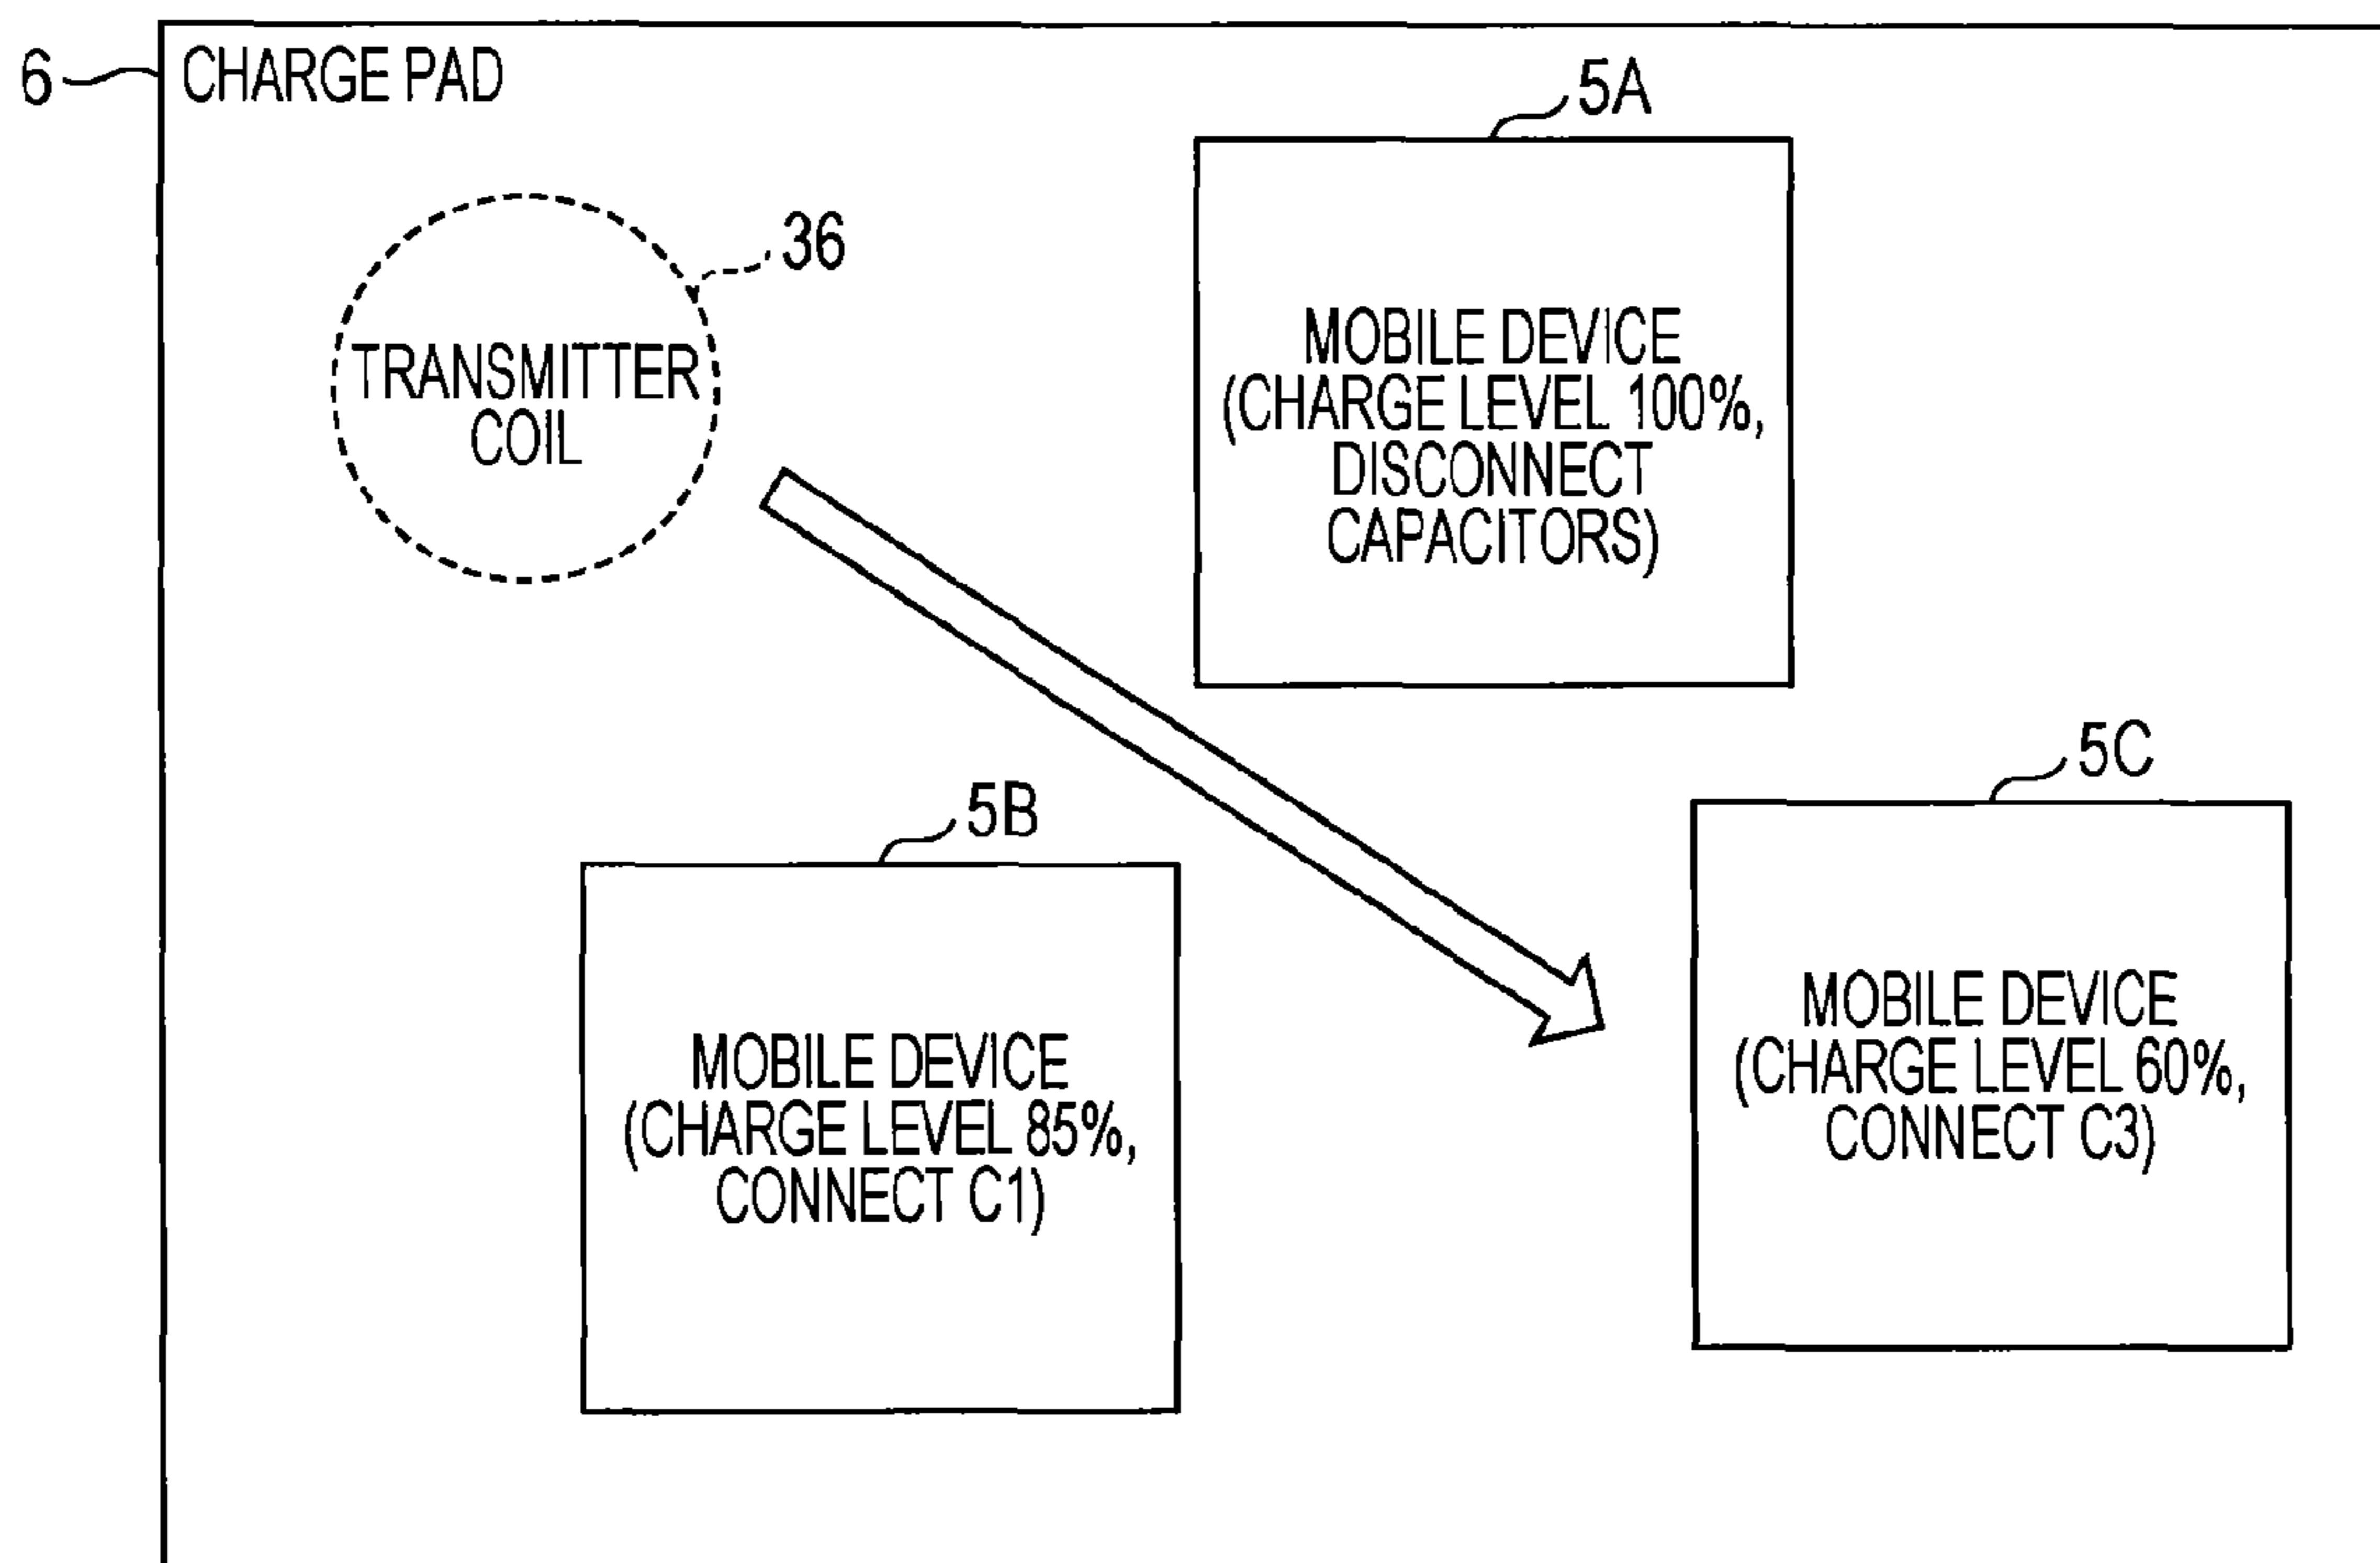 6
CHARGE PAD
5A
36
TRANSMITTER
COIL
MOBILE DEVICE
(CHARGE LEVEL 100%,
DISCONNECT
CAPACITORS)
5B
MOBILE DEVICE
(CHARGE LEVEL 85%,
CONNECT C1)
5C
MOBILE DEVICE
(CHARGE LEVEL 60%,
CONNECT C3)